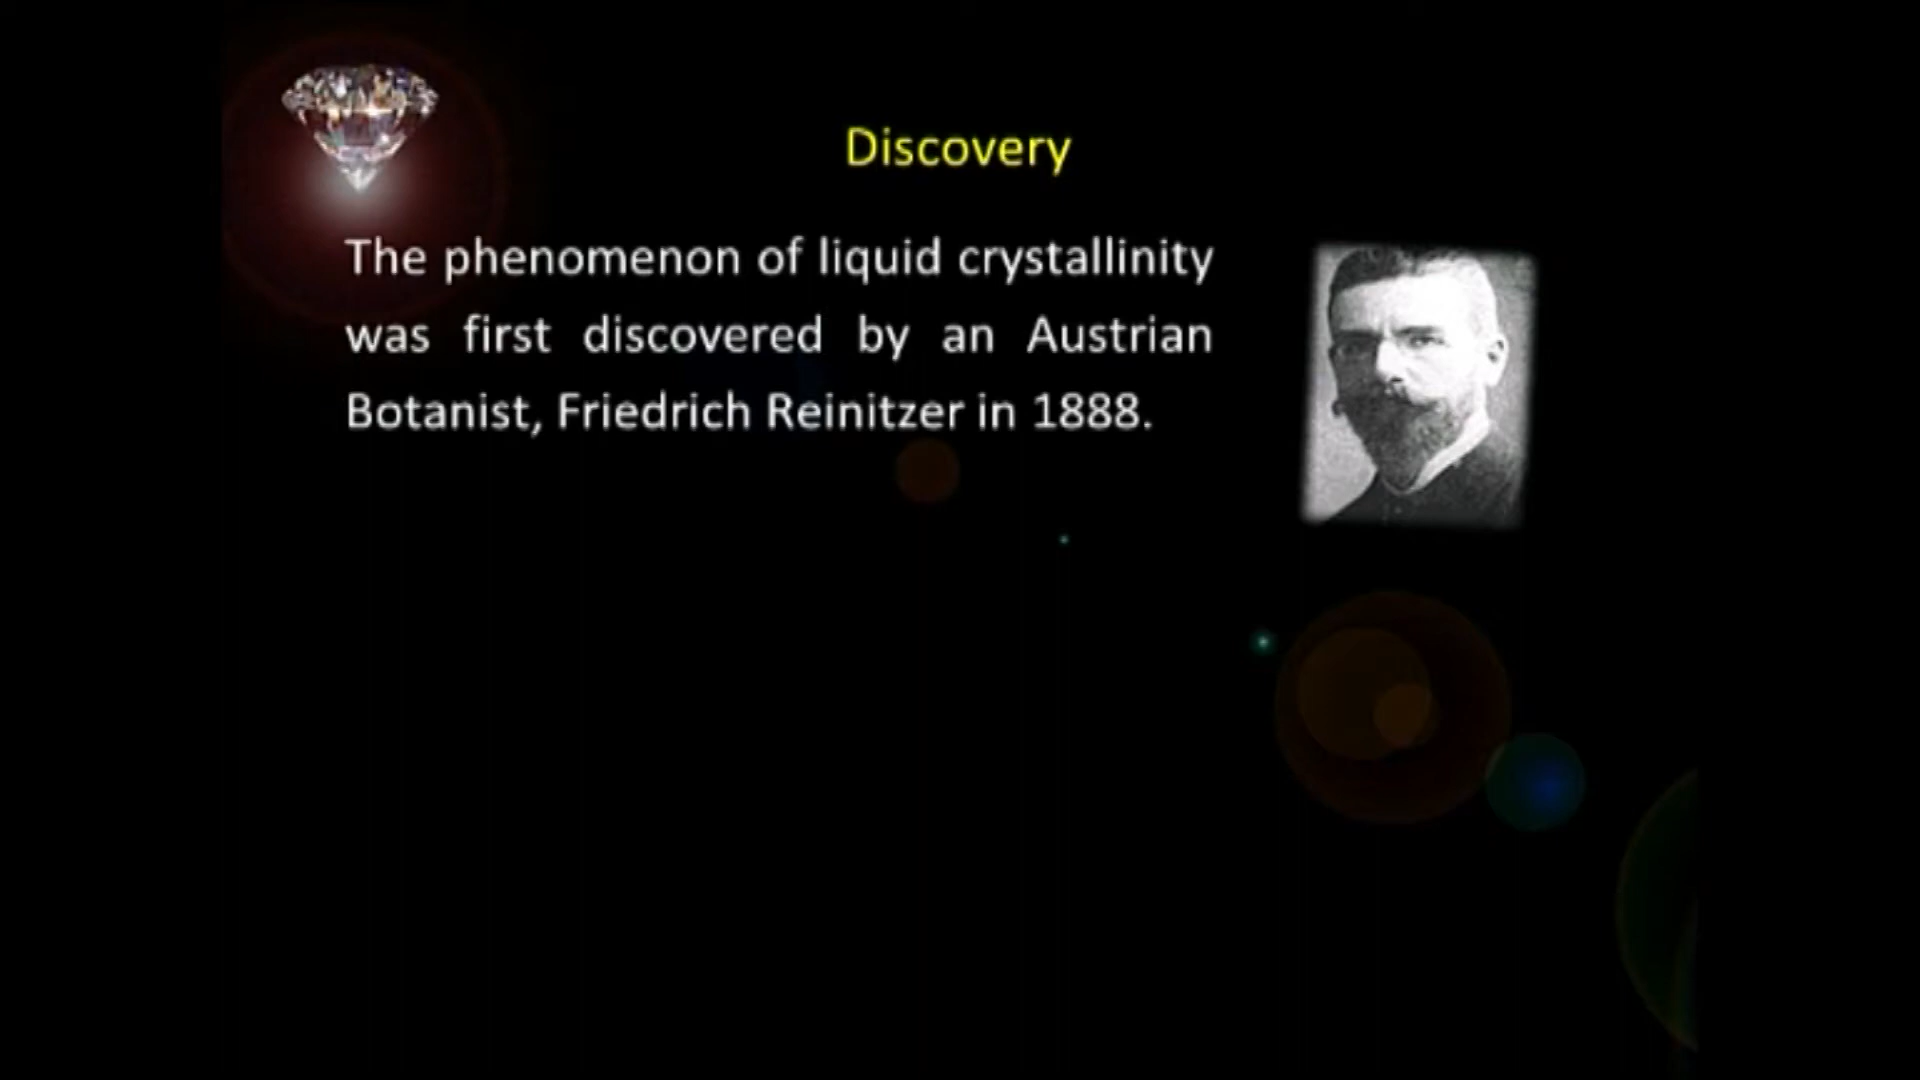 Discovery
The phenomenon of liquid crystallinity
was first discovered by an Austrian
Botanist, Friedrich Reinitzer in 1888.